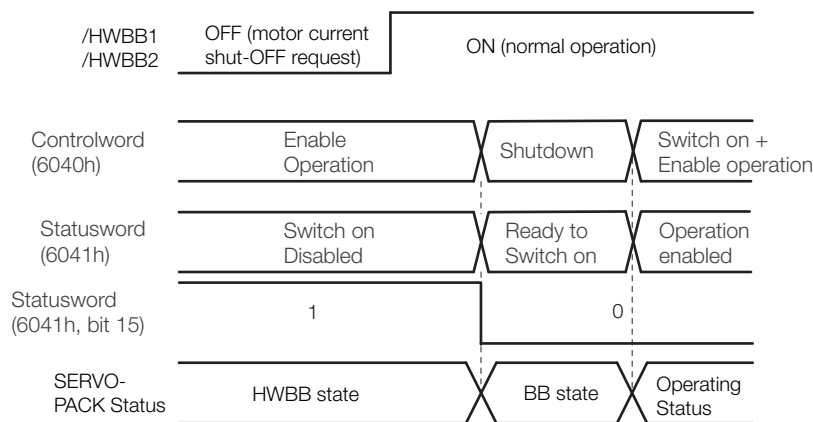 /HWBB1
/HWBB2
OFF (motor current
shut-OFF request)
ON (normal operation)
Controlword
(6040h)
Enable
Operation
Shutdown
Switch on +
Enable operation
Statusword
(6041h)
Switch on
Disabled
Ready to
Switch on
Operation
enabled
Statusword
(6041h, bit 15)
1
0
SERVO-
PACK Status
HWBB state
BB state
Operating
Status